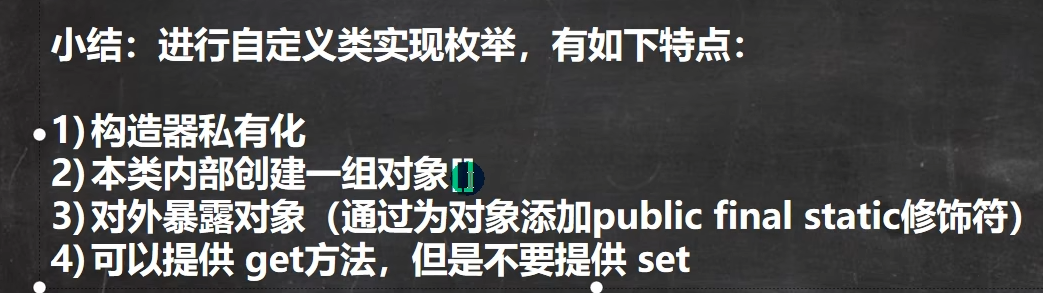 小结：进行自定义类实现枚举，有如下特点：
1) 构造器私有化
2) 本类内部创建一组对象[]
3) 对外暴露对象（通过为对象添加public final static修饰符）
4) 可以提供 get方法，但是不要提供 set